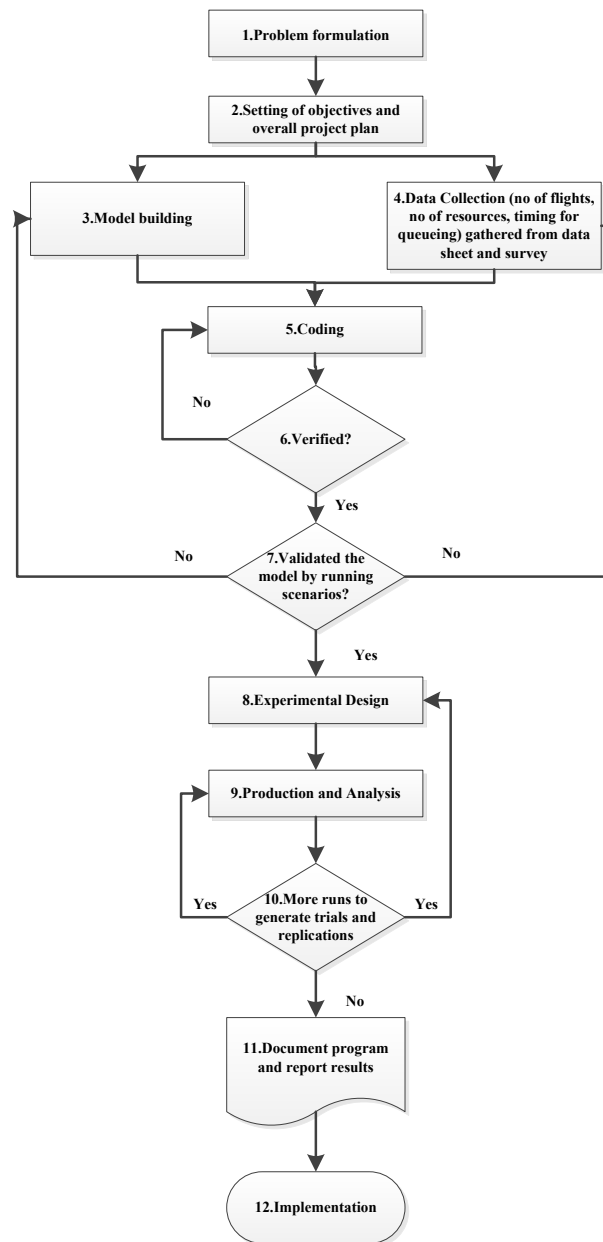 1.Problem formulation
2.Setting of objectives and
overall project plan
3.Model building
4.Data Collection (no of flights,
no of resources, timing for
queueing) gathered from data
sheet and survey
5.Coding
No
6.Verified?
Yes
No
7.Validated the
model by running
scenarios?
No
Yes
8.Experimental Design
9.Production and Analysis
Yes
10.More runs to
generate trials and
replications
Yes
No
11.Document program
and report results
12.Implementation